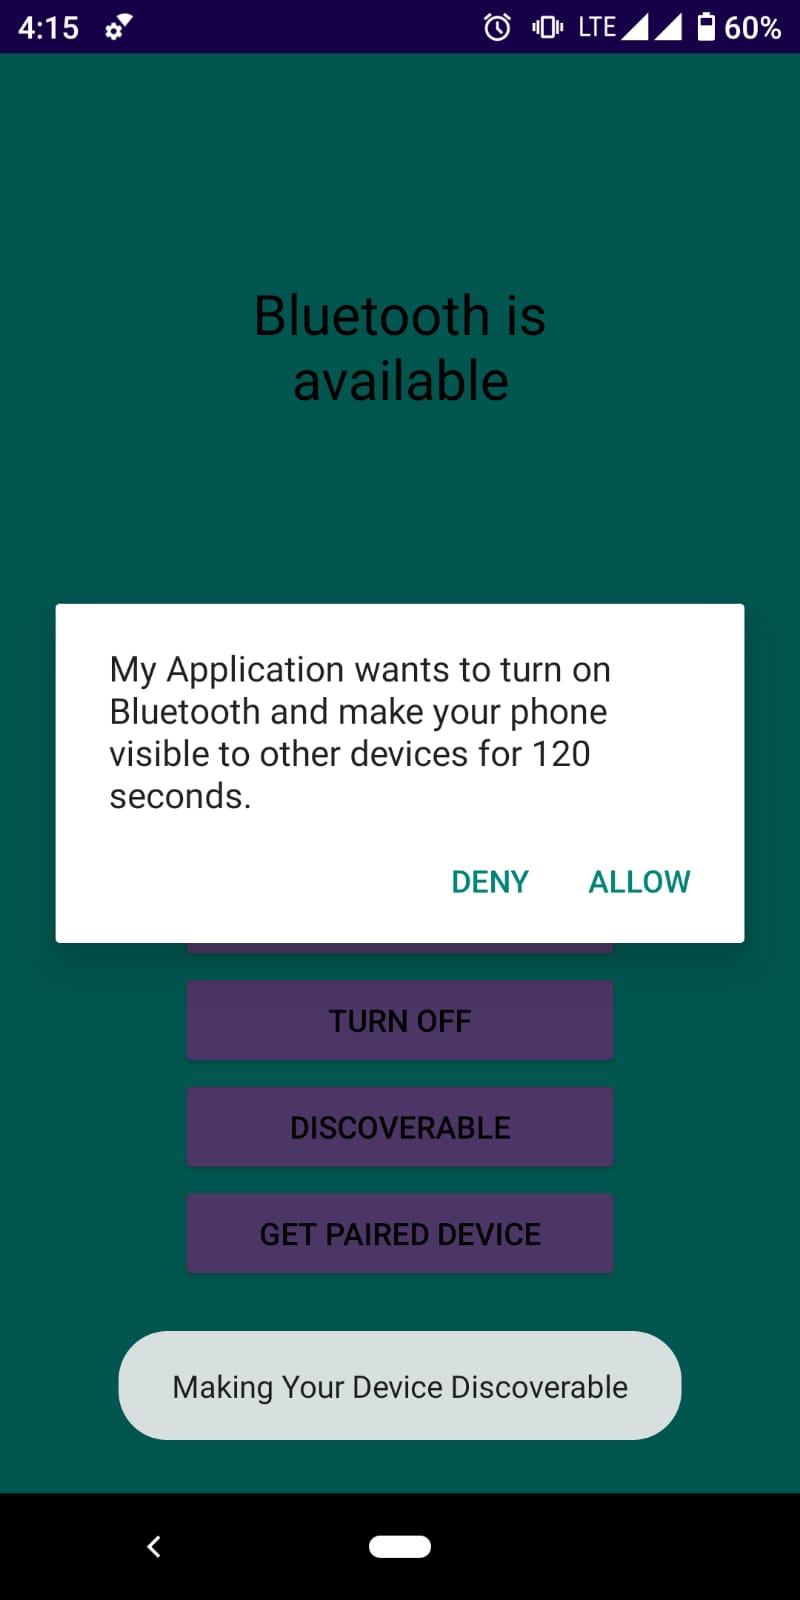 4:15 LTE 60%
Bluetooth is
available
My Application wants to turn on
Bluetooth and make your phone
visible to other devices for 120
seconds.
DENY ALLOW
TURN OFF
DISCOVERABLE
GET PAIRED DEVICE
Making Your Device Discoverable